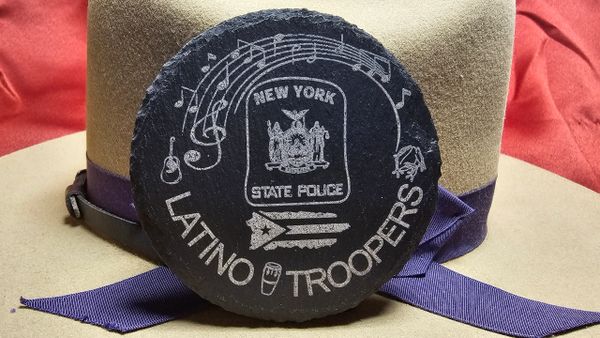 NEW YORK
STATE POLICE
LATINO TROOPERS